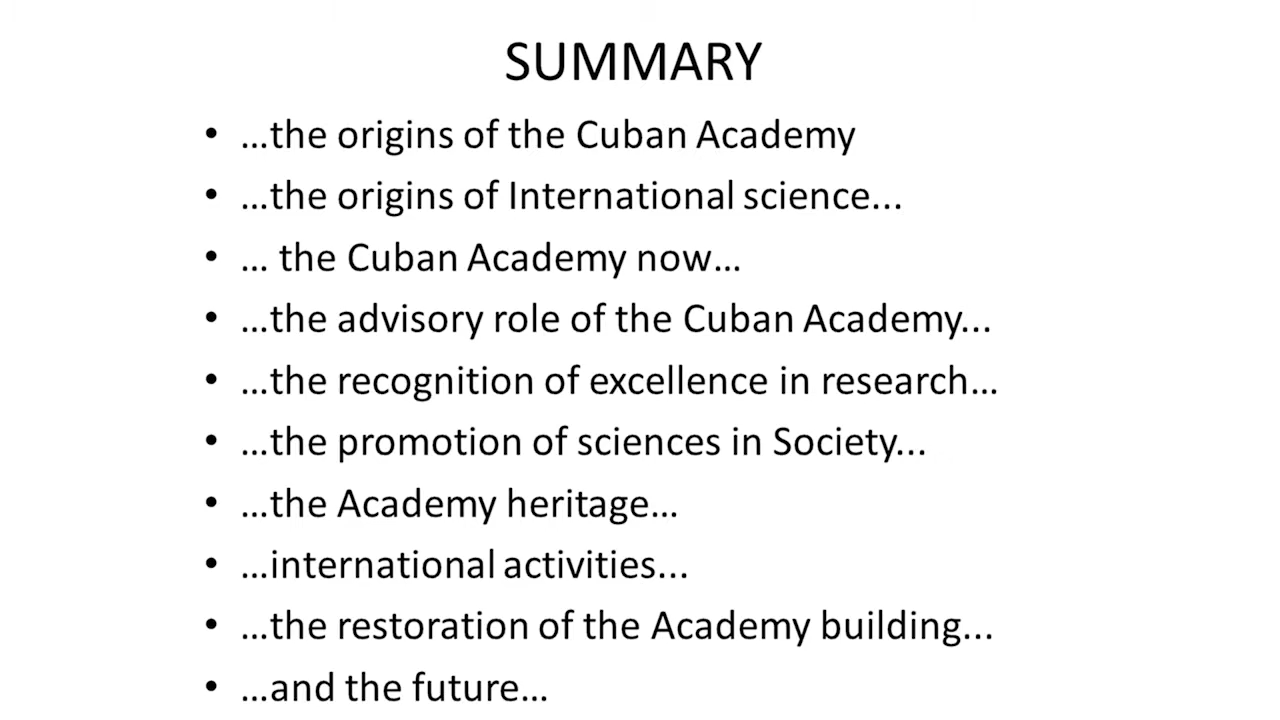 SUMMARY
• …the origins of the Cuban Academy
• …the origins of International science...
• … the Cuban Academy now…
• …the advisory role of the Cuban Academy...
• …the recognition of excellence in research…
• …the promotion of sciences in Society...
• …the Academy heritage…
• …international activities...
• …the restoration of the Academy building...
• …and the future…